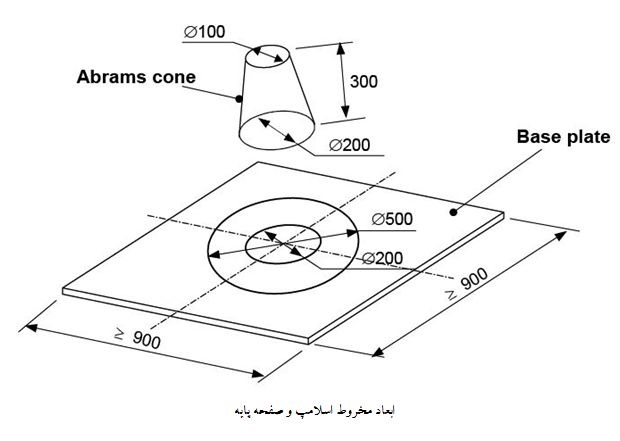 ∅100
Abrams cone
300
∅200
Base plate
∅500
∅200
≥ 900
≥ 900
ابعاد مخروط اسلامپ و صفحه پایه